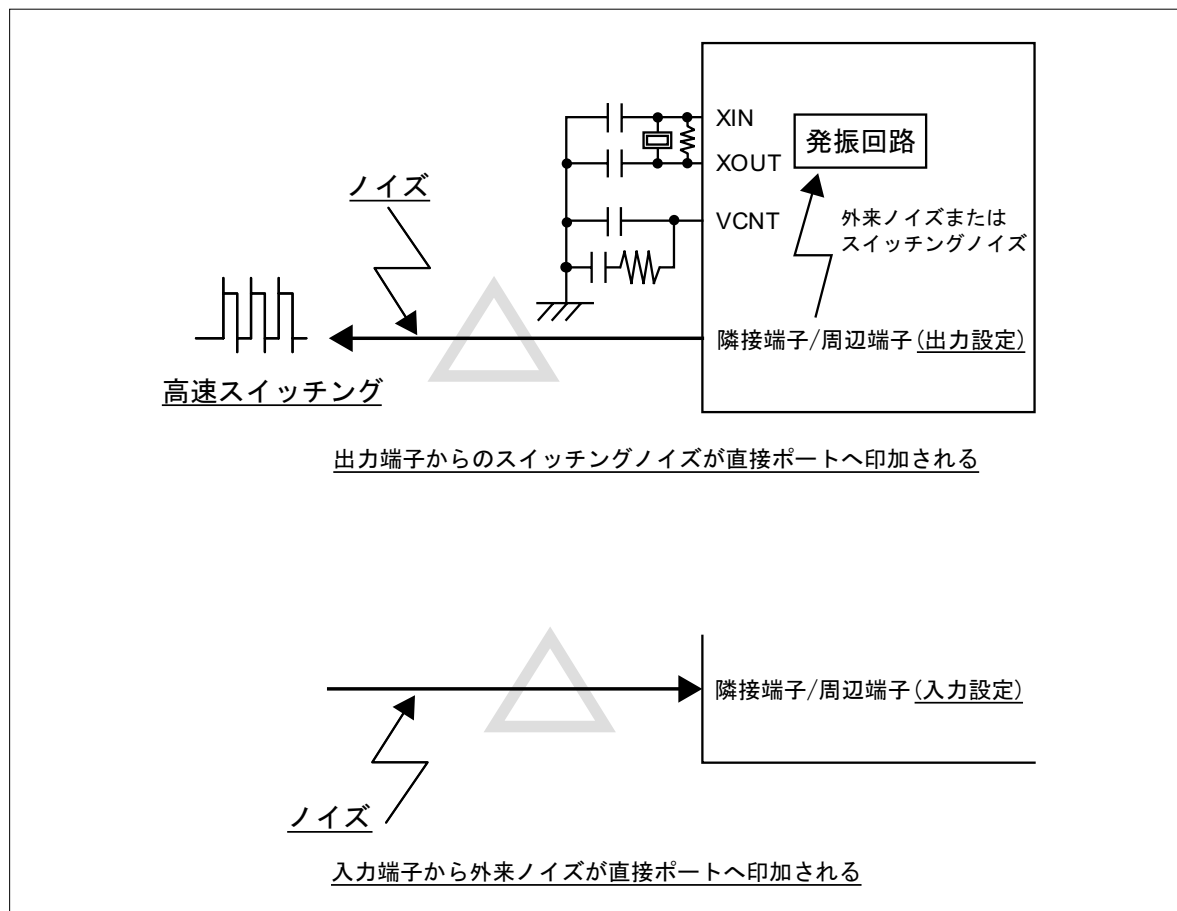 XIN
発振回路
XOUT
ノイズ
VCNT
外来ノイズまたは
スイッチングノイズ
隣接端子/周辺端子(出力設定)
高速スイッチング
出力端子からのスイッチングノイズが直接ポートへ印加される
隣接端子/周辺端子(入力設定)
ノイズ
入力端子から外来ノイズが直接ポートへ印加される